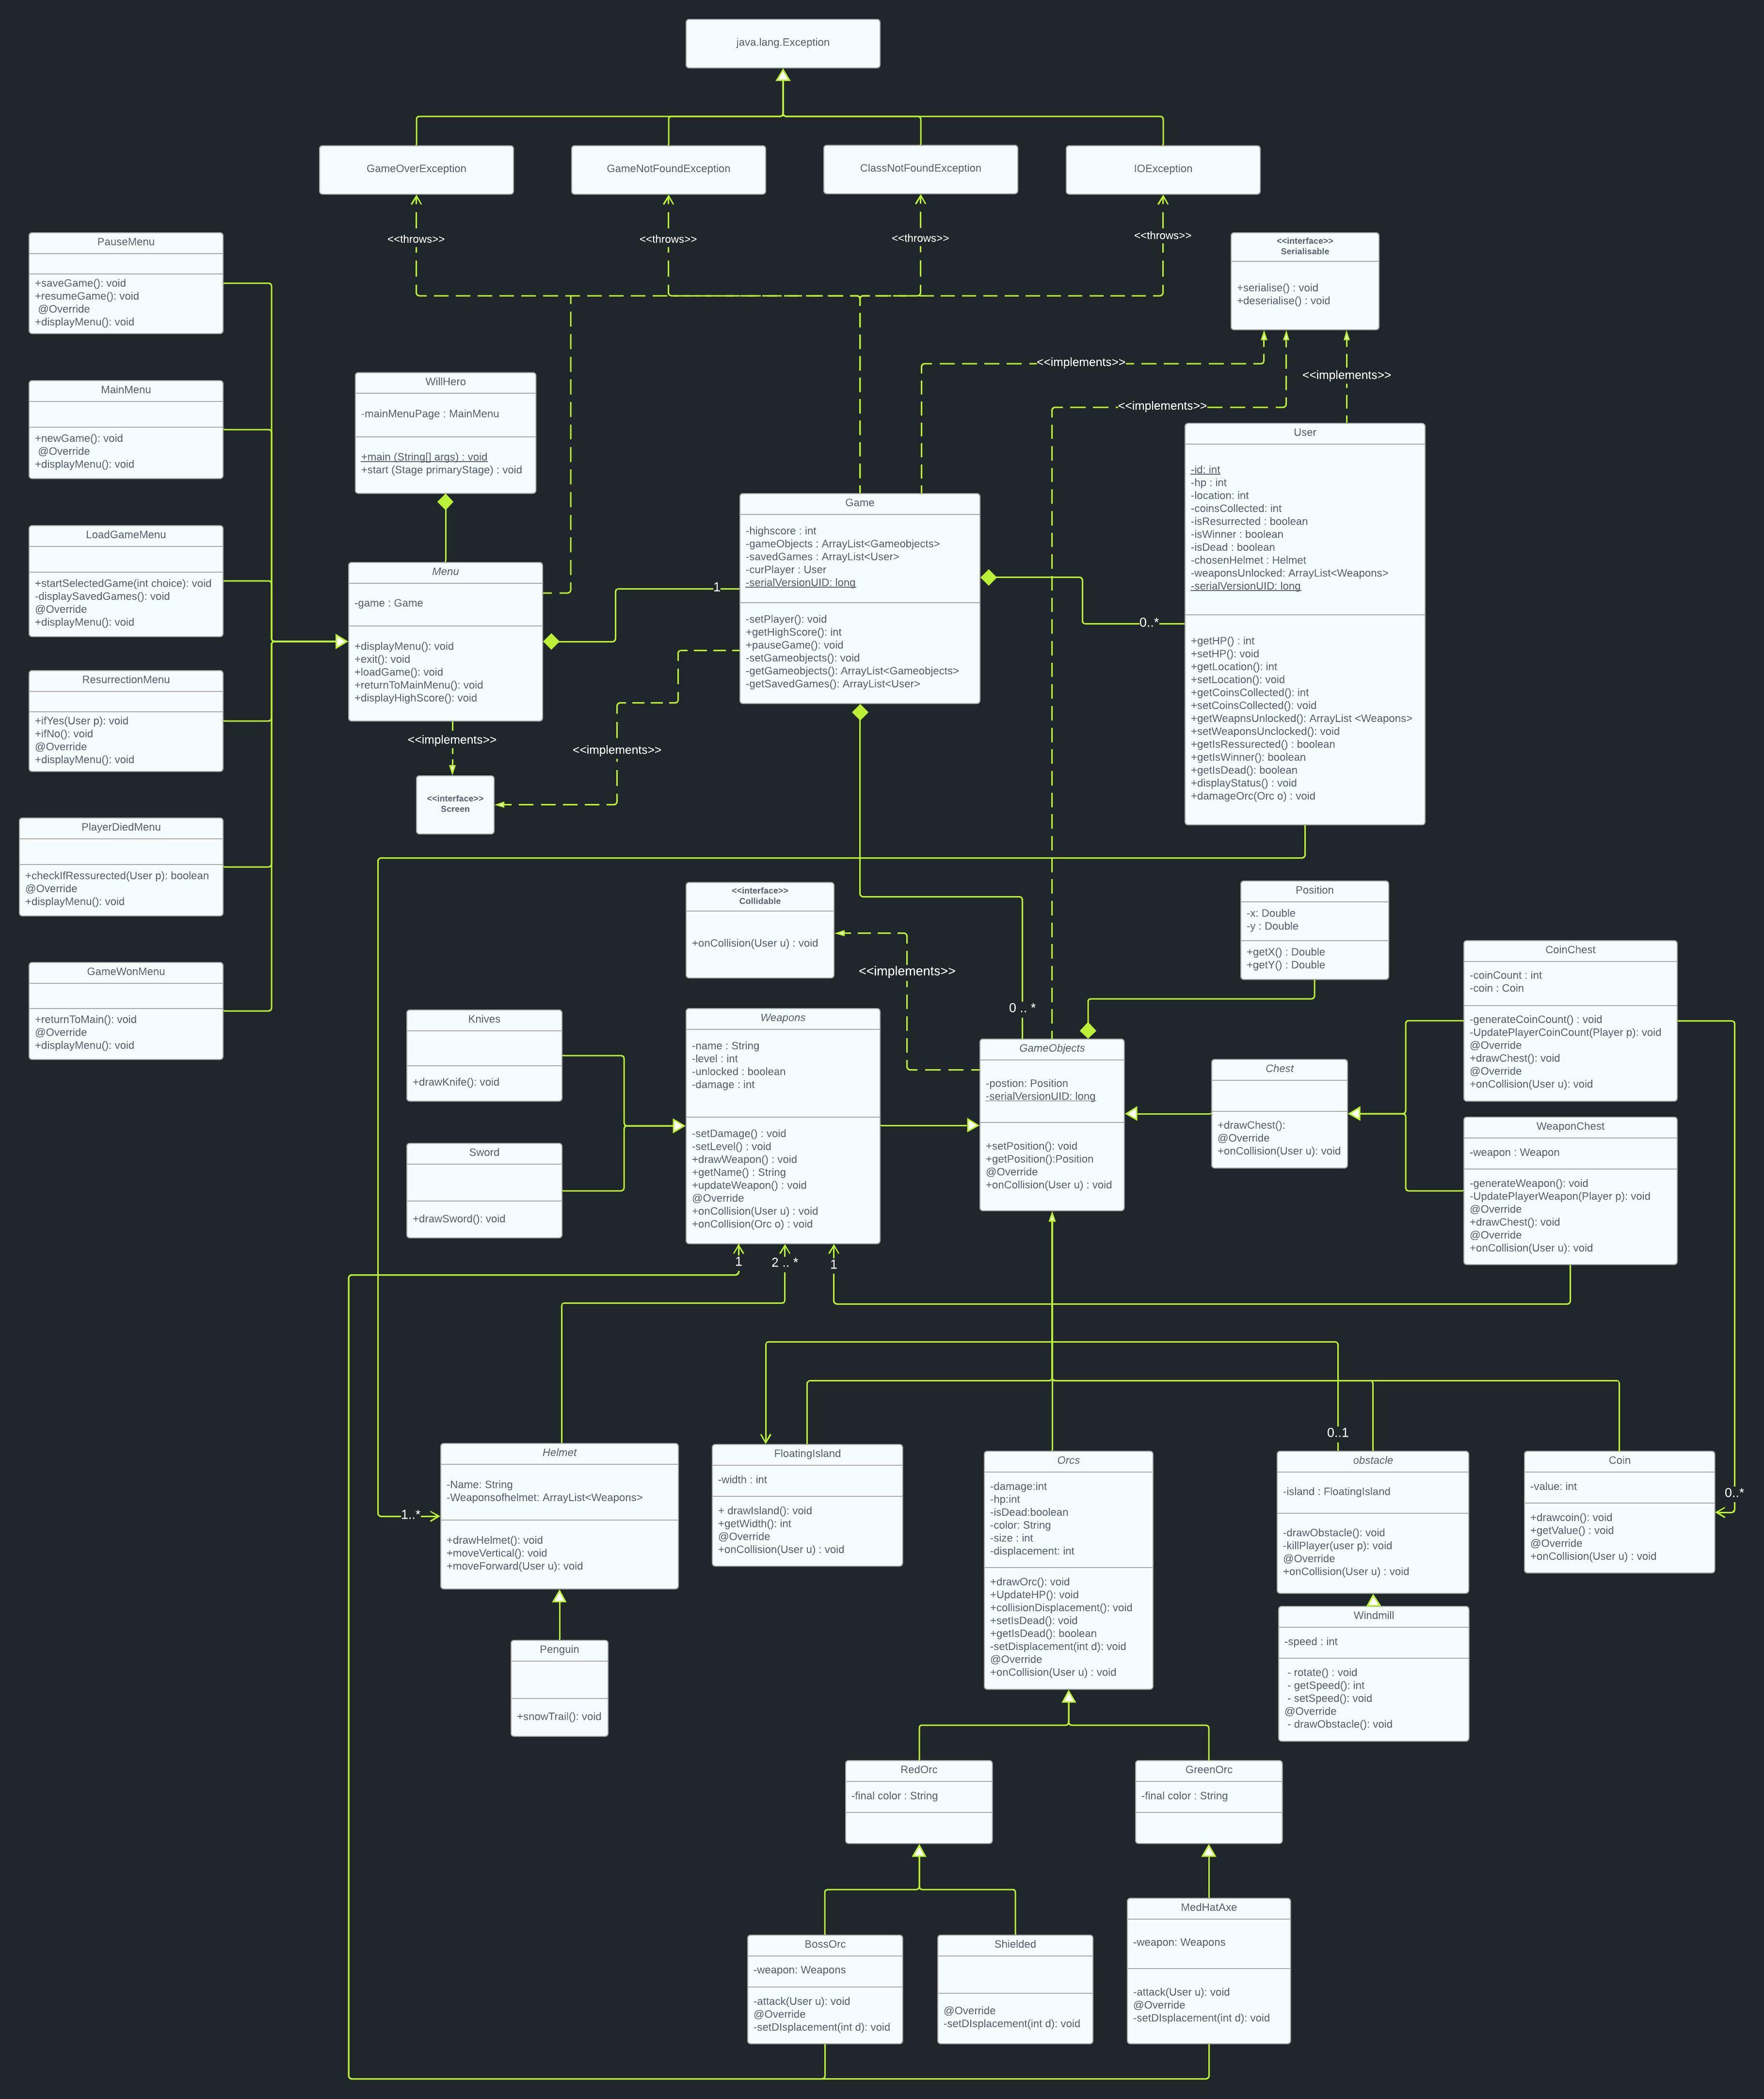 java.lang.Exception
GameOverException
GameNotFoundException
ClassNotFoundException
IOException
<<throws>>
<<throws>>
<<throws>>
<<throws>>
PauseMenu
+saveGame(): void
+resumeGame(): void
@Override
+displayMenu(): void
<<interface>>
Serialisable
+serialise() : void
+deserialise() : void
<<implements>>
<<implements>>
<<implements>>
MainMenu
+newGame(): void
@Override
+displayMenu(): void
WillHero
-mainMenuPage : MainMenu
+main (String[] args) : void
+start (Stage primaryStage) : void
LoadGameMenu
+startSelectedGame(int choice): void
-displaySavedGames(): void
@Override
+displayMenu(): void
Menu
-game : Game
+displayMenu(): void
+exit(): void
+loadGame(): void
+returnToMainMenu(): void
+displayHighScore(): void
1
Game
-highscore : int
-gameObjects : ArrayList<Gameobjects>
-savedGames : ArrayList<User>
-curPlayer : User
-serialVersionUID: long
-setPlayer(): void
+getHighScore(): int
+pauseGame(): void
-setGameobjects(): void
-getGameobjects(): ArrayList<Gameobjects>
-getSavedGames(): ArrayList<User>
0..*
User
-id: int
-hp : int
-location: int
-coinsCollected: int
-isResurrected : boolean
-isWinner : boolean
-isDead : boolean
-chosenHelmet : Helmet
-weaponsUnlocked: ArrayList<Weapons>
-serialVersionUID: long
+getHP() : int
+setHP(): void
+getLocation(): int
+setLocation(): void
+getCoinsCollected(): int
+setCoinsCollected(): void
+getWeapnsUnlocked(): ArrayList <Weapons>
+setWeaponsUnclocked(): void
+getIsRessurected() : boolean
+getIsWinner(): boolean
+getIsDead(): boolean
+displayStatus() : void
+damageOrc(Orc o) : void
ResurrectionMenu
+ifYes(User p): void
+ifNo(): void
@Override
+displayMenu(): void
<<implements>>
<<implements>>
<<interface>>
Screen
PlayerDiedMenu
+checkIfRessurected(User p): boolean
@Override
+displayMenu(): void
GameWonMenu
+returnToMain(): void
@Override
+displayMenu(): void
<<interface>>
Collidable
+onCollision(User u) : void
<<implements>>
0 .. *
Position
-x: Double
-y : Double
+getX() : Double
+getY() : Double
CoinChest
-coinCount : int
-coin : Coin
-generateCoinCount() : void
-UpdatePlayerCoinCount(Player p): void
@Override
+drawChest(): void
@Override
+onCollision(User u): void
Knives
+drawKnife(): void
Sword
+drawSword(): void
Weapons
-name : String
-level : int
-unlocked : boolean
-damage : int
-setDamage() : void
-setLevel() : void
+drawWeapon() : void
+getName() : String
+updateWeapon() : void
@Override
+onCollision(User u) : void
+onCollision(Orc o) : void
GameObjects
-postion: Position
-serialVersionUID: long
+setPosition(): void
+getPosition():Position
@Override
+onCollision(User u) : void
Chest
+drawChest():
@Override
+onCollision(User u): void
WeaponChest
-weapon : Weapon
-generateWeapon(): void
-UpdatePlayerWeapon(Player p): void
@Override
+drawChest(): void
@Override
+onCollision(User u): void
1
2 .. *
1
0..1
0..*
1..*
Helmet
-Name: String
-Weaponsofhelmet: ArrayList<Weapons>
+drawHelmet(): void
+moveVertical(): void
+moveForward(User u): void
FloatingIsland
-width : int
+ drawIsland(): void
+getWidth(): int
@Override
+onCollision(User u) : void
Orcs
-damage:int
-hp:int
-isDead:boolean
-color: String
-size : int
-displacement: int
+drawOrc(): void
+UpdateHP(): void
+collisionDisplacement(): void
+setIsDead(): void
+getIsDead(): boolean
-setDisplacement(int d): void
@Override
+onCollision(User u) : void
obstacle
-island : FloatingIsland
-drawObstacle(): void
-killPlayer(user p): void
@Override
+onCollision(User u) : void
Coin
-value: int
+drawcoin(): void
+getValue() : void
@Override
+onCollision(User u) : void
Penguin
+snowTrail(): void
Windmill
-speed : int
- rotate() : void
- getSpeed(): int
- setSpeed(): void
@Override
- drawObstacle(): void
RedOrc
-final color : String
GreenOrc
-final color : String
BossOrc
-weapon: Weapons
-attack(User u): void
@Override
-setDIsplacement(int d): void
Shielded
@Override
-setDIsplacement(int d): void
MedHatAxe
-weapon: Weapons
-attack(User u): void
@Override
-setDIsplacement(int d): void